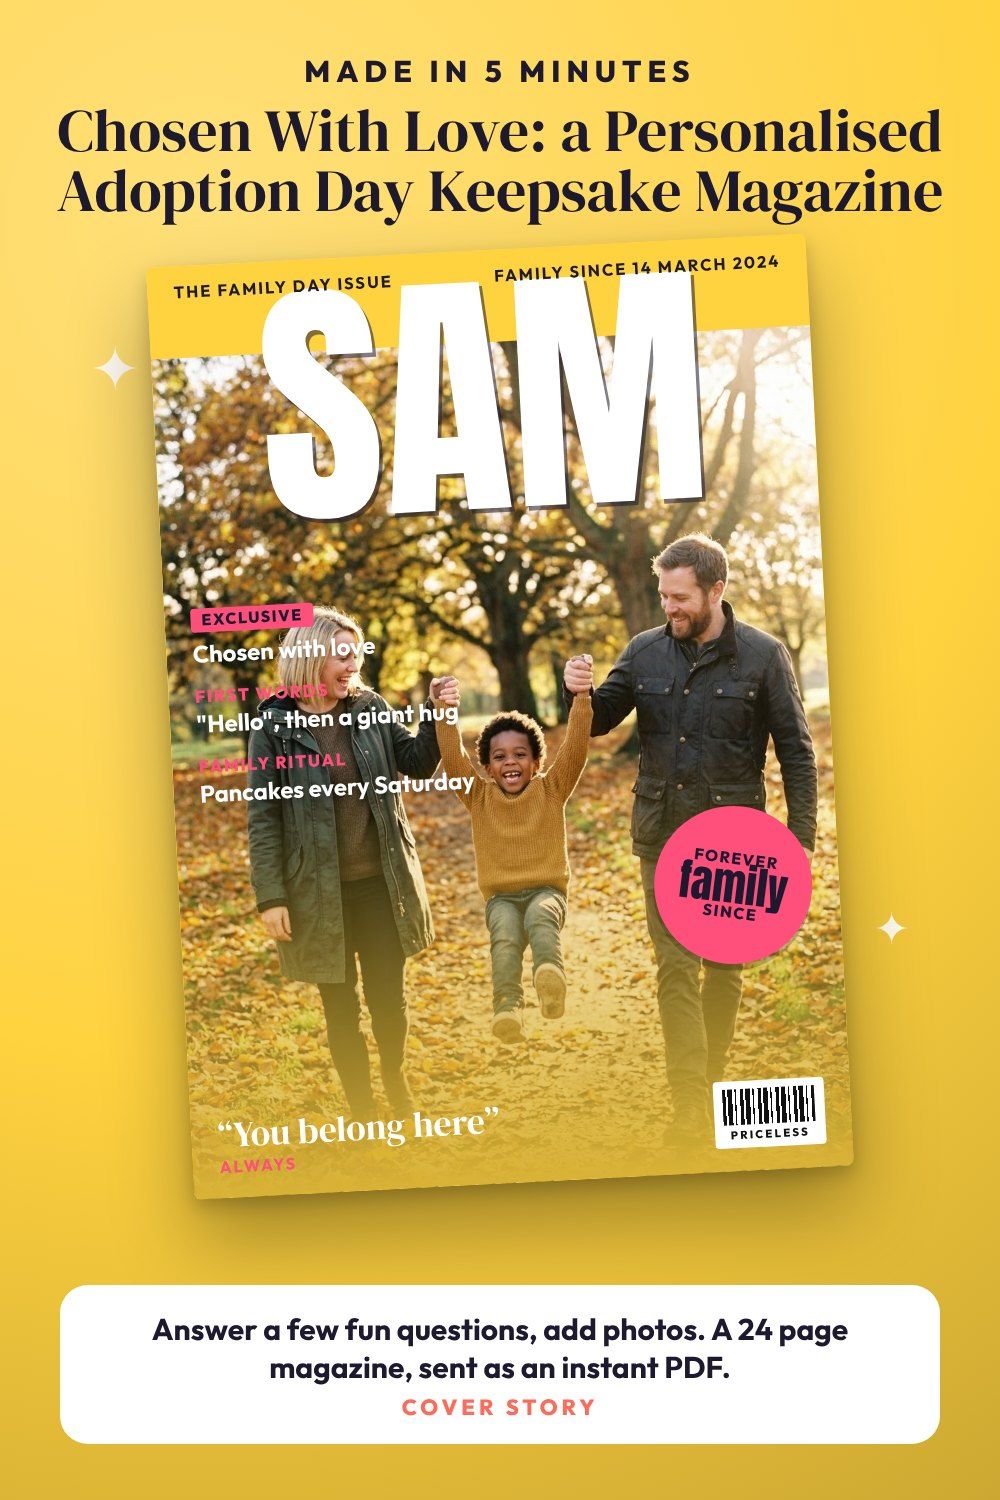 MADE IN 5 MINUTES
Chosen With Love: a Personalised
Adoption Day Keepsake Magazine
THE FAMILY DAY ISSUE
FAMILY SINCE 14 MARCH 2024
SAM
EXCLUSIVE
Chosen with love
FIRST WORDS
"Hello", then a giant hug
FAMILY RITUAL
Pancakes every Saturday
FOREVER
family
SINCE
“You belong here”
ALWAYS
PRICELESS
Answer a few fun questions, add photos. A 24 page
magazine, sent as an instant PDF.
COVER STORY